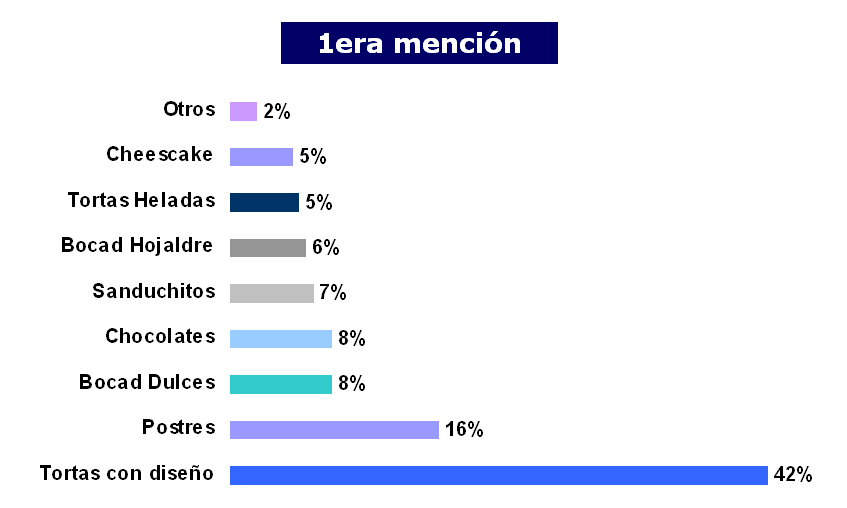 1era mención
Otros 2%
Cheescake 5%
Tortas Heladas 5%
Bocad Hojaldre 6%
Sanduchitos 7%
Chocolates 8%
Bocad Dulces 8%
Postres 16%
Tortas con diseño 42%